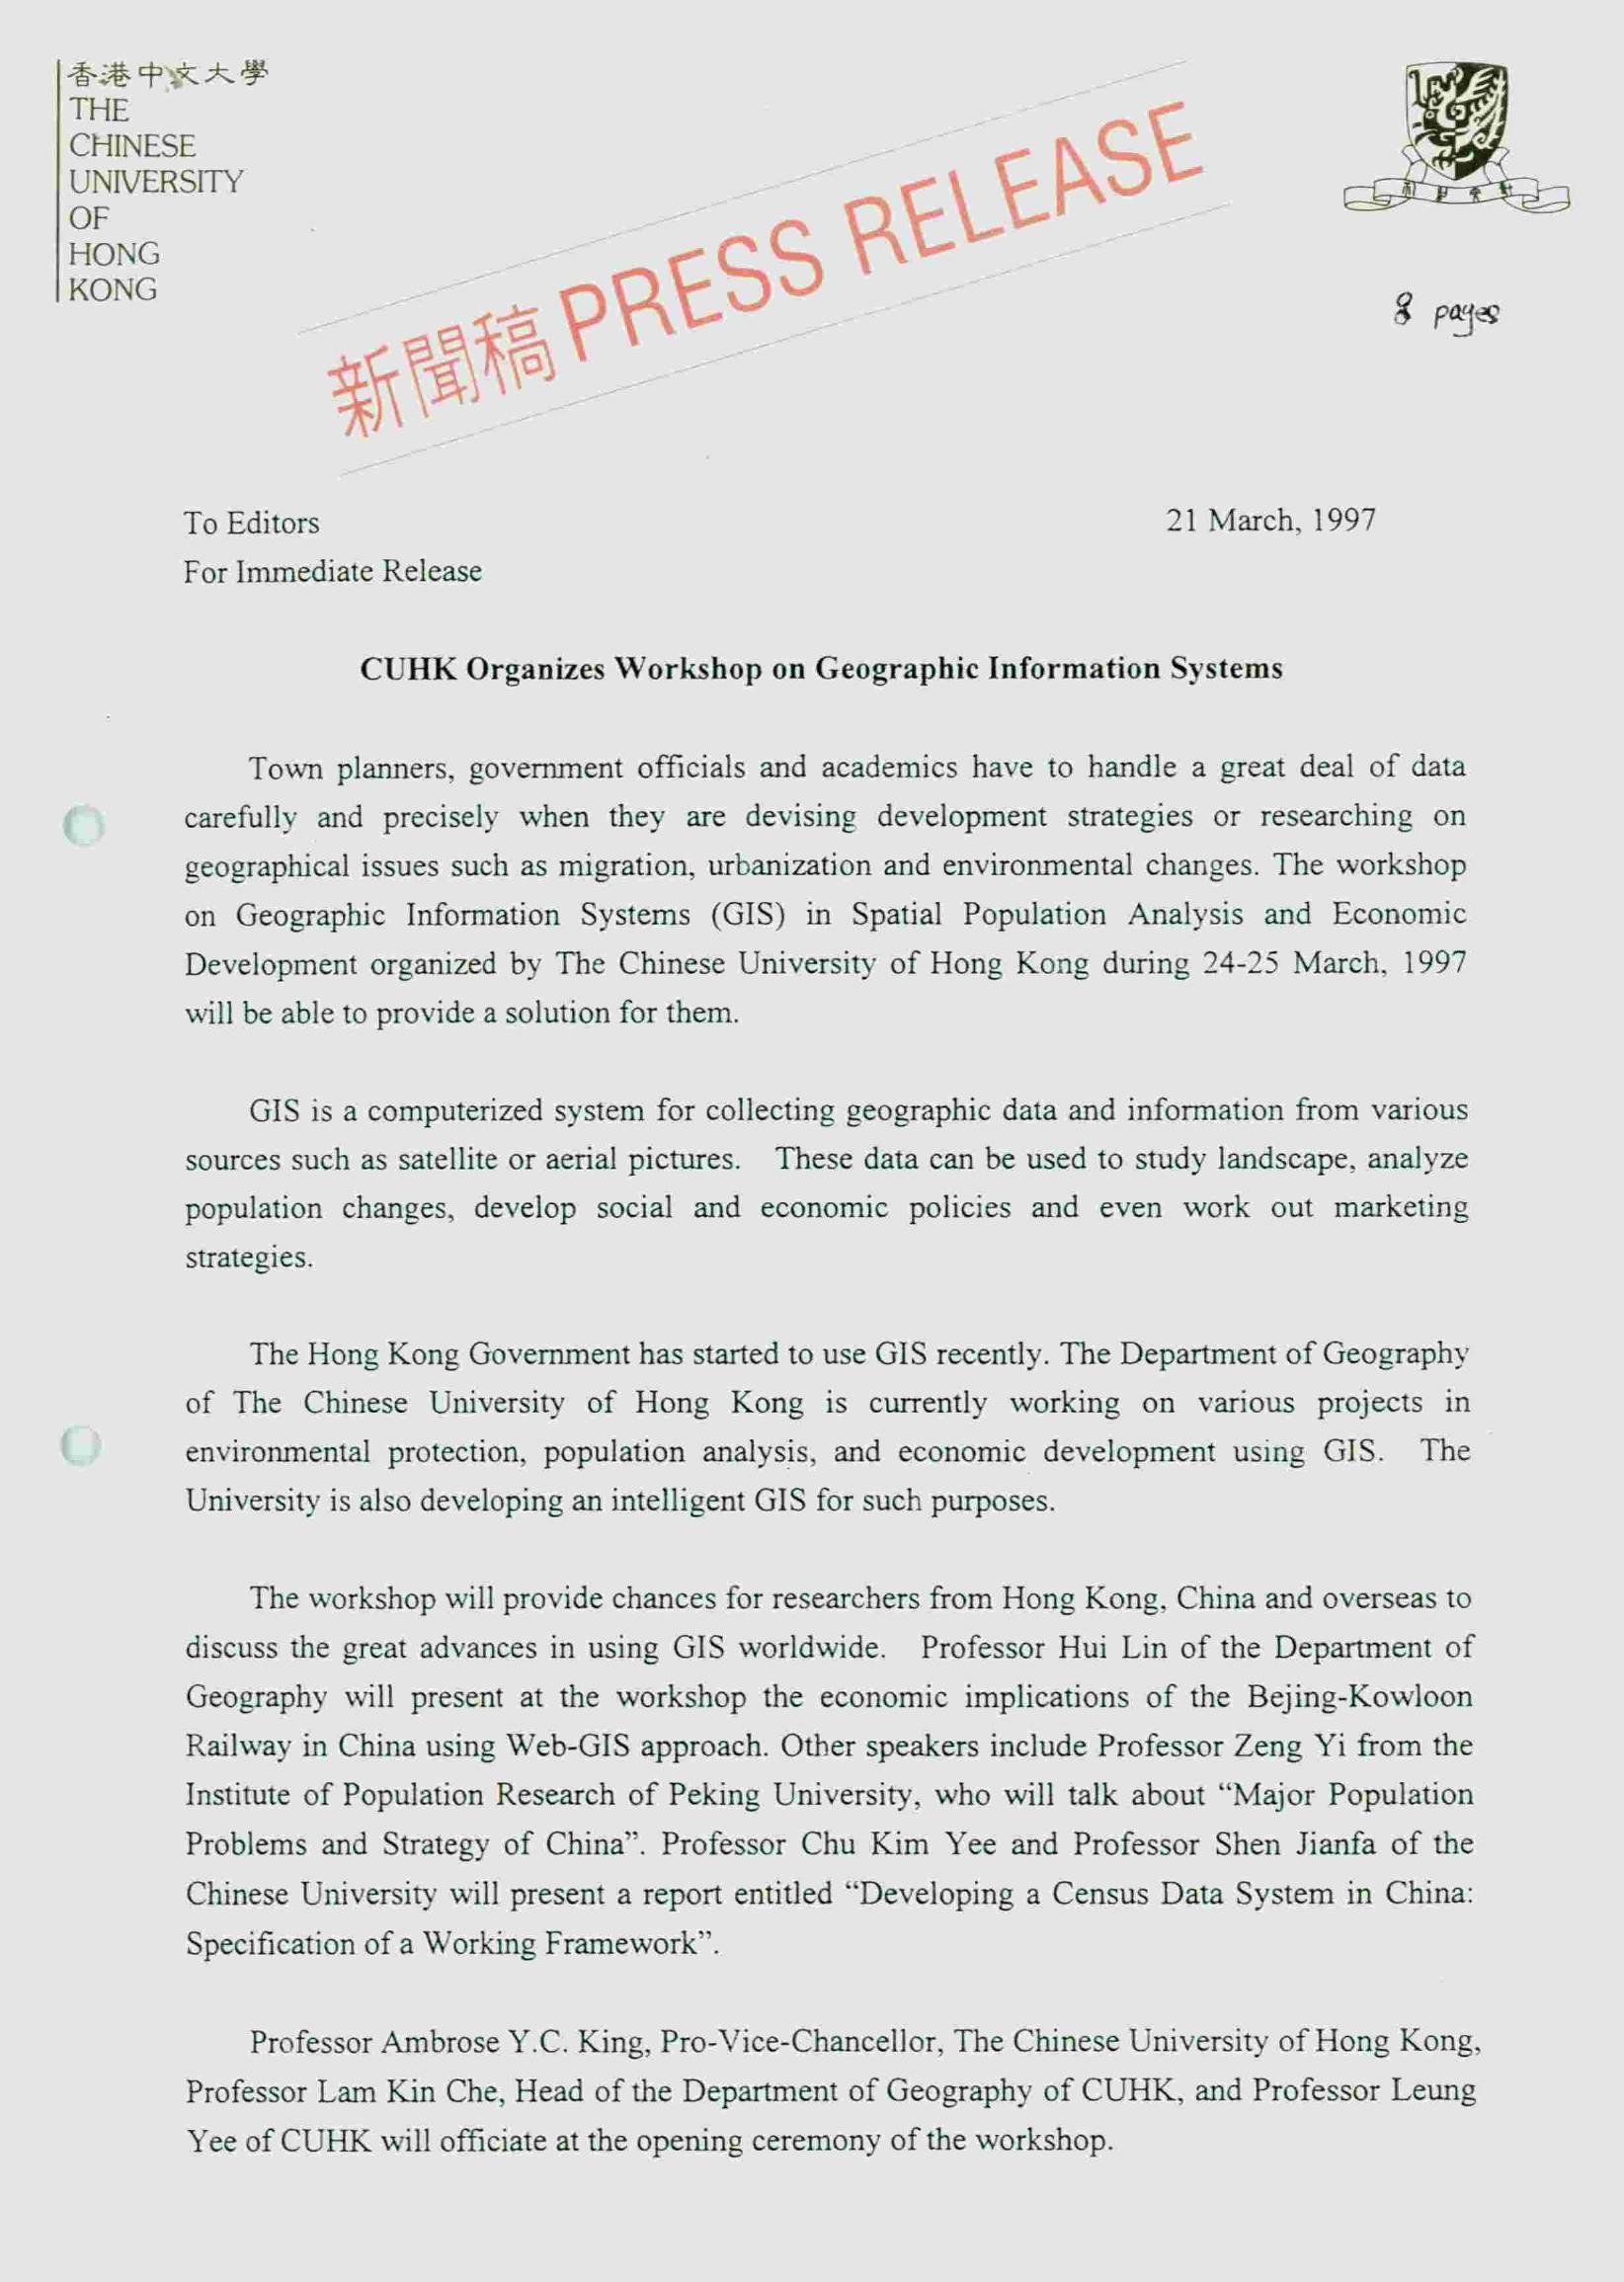 香港中文大學
THE
CHINESE
UNIVERSITY
OF
HONG
KONG
新聞稿 PRESS RELEASE
8 pages
To Editors
21 March, 1997
For Immediate Release
CUHK Organizes Workshop on Geographic Information Systems
Town planners, government officials and academics have to handle a great deal of data
carefully and precisely when they are devising development strategies or researching on
geographical issues such as migration, urbanization and environmental changes. The workshop
on Geographic Information Systems (GIS) in Spatial Population Analysis and Economic
Development organized by The Chinese University of Hong Kong during 24-25 March, 1997
will be able to provide a solution for them.
GIS is a computerized system for collecting geographic data and information from various
sources such as satellite or aerial pictures. These data can be used to study landscape, analyze
population changes, develop social and economic policies and even work out marketing
strategies.
The Hong Kong Government has started to use GIS recently. The Department of Geography
of The Chinese University of Hong Kong is currently working on various projects in
environmental protection, population analysis, and economic development using GIS. The
University is also developing an intelligent GIS for such purposes.
The workshop will provide chances for researchers from Hong Kong, China and overseas to
discuss the great advances in using GIS worldwide. Professor Hui Lin of the Department of
Geography will present at the workshop the economic implications of the Bejing-Kowloon
Railway in China using Web-GIS approach. Other speakers include Professor Zeng Yi from the
Institute of Population Research of Peking University, who will talk about “Major Population
Problems and Strategy of China”. Professor Chu Kim Yee and Professor Shen Jianfa of the
Chinese University will present a report entitled “Developing a Census Data System in China:
Specification of a Working Framework”.
Professor Ambrose Y.C. King, Pro-Vice-Chancellor, The Chinese University of Hong Kong,
Professor Lam Kin Che, Head of the Department of Geography of CUHK, and Professor Leung
Yee of CUHK will officiate at the opening ceremony of the workshop.